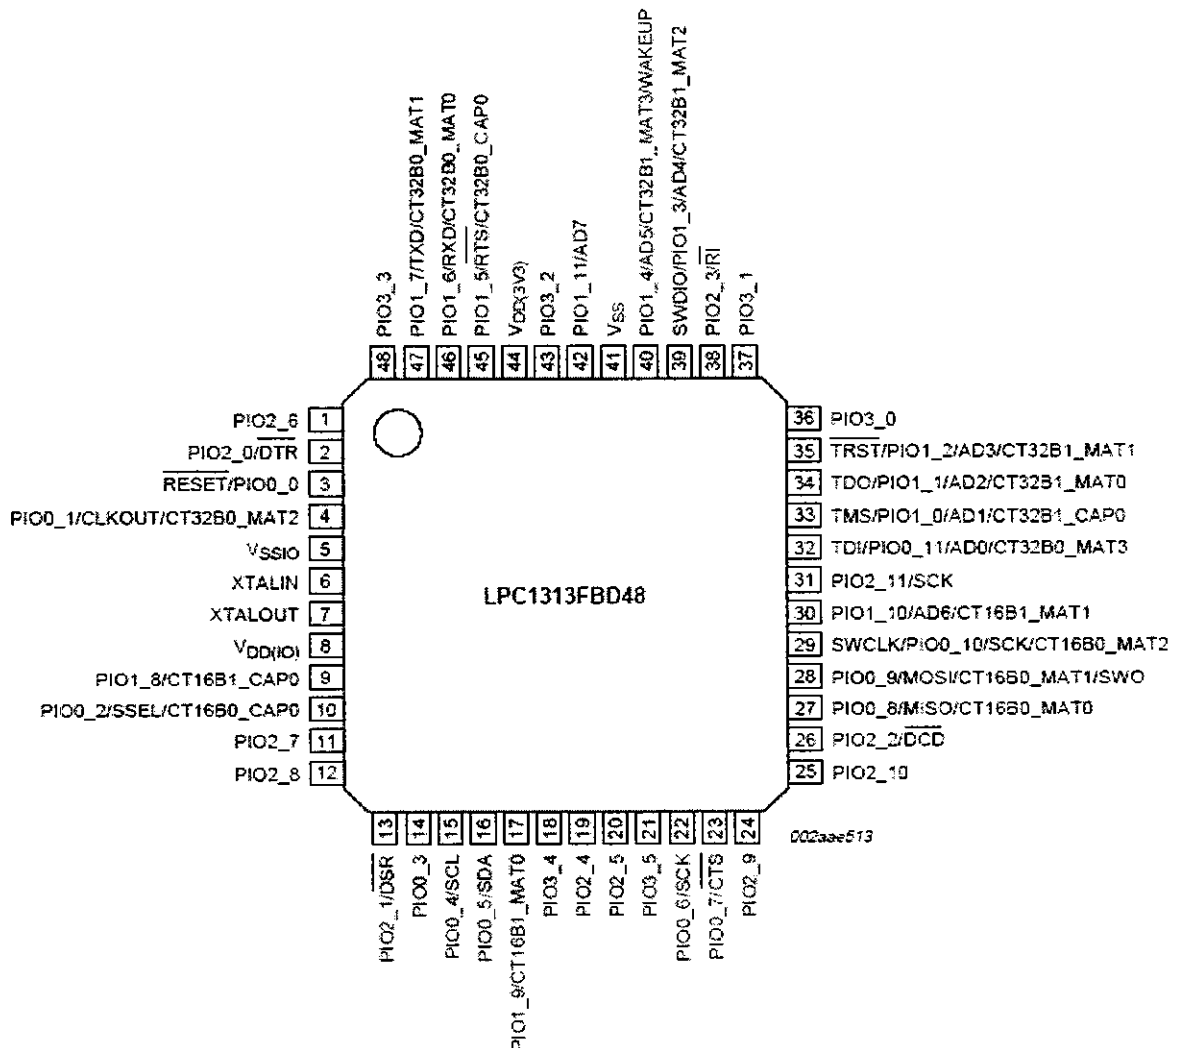 PIO3_3
PIO1_7/TXD/CT32B0_MAT1
PIO1_6/RXD/CT32B0_MAT0
PIO1_5/RTS/CT32B0_CAP0
VDD(3V3)
PIO3_2
PIO1_11/AD7
VSS
PIO1_4/AD5/CT32B1_MAT3/WAKEUP
SWDIO/PIO1_3/AD4/CT32B1_MAT2
PIO2_3/RI
PIO3_1
48 47 46 45 44 43 42 41 40 39 38 37
PIO2_6 1
PIO2_0/DTR 2
RESET/PIO0_0 3
PIO0_1/CLKOUT/CT32B0_MAT2 4
VSSIO 5
XTALIN 6
XTALOUT 7
VDD(IO) 8
PIO1_8/CT16B1_CAP0 9
PIO0_2/SSEL/CT16B0_CAP0 10
PIO2_7 11
PIO2_8 12
LPC1313FBD48
36 PIO3_0
35 TRST/PIO1_2/AD3/CT32B1_MAT1
34 TDO/PIO1_1/AD2/CT32B1_MAT0
33 TMS/PIO1_0/AD1/CT32B1_CAP0
32 TDI/PIO0_11/AD0/CT32B0_MAT3
31 PIO2_11/SCK
30 PIO1_10/AD6/CT16B1_MAT1
29 SWCLK/PIO0_10/SCK/CT16B0_MAT2
28 PIO0_9/MOSI/CT16B0_MAT1/SWO
27 PIO0_8/MISO/CT16B0_MAT0
26 PIO2_2/DCD
25 PIO2_10
13 14 15 16 17 18 19 20 21 22 23 24
PIO2_1/DSR
PIO0_3
PIO0_4/SCL
PIO0_5/SDA
PIO1_9/CT16B1_MAT0
PIO3_4
PIO2_4
PIO2_5
PIO3_5
PIO0_6/SCK
PIO0_7/CTS
PIO2_9
002aae513